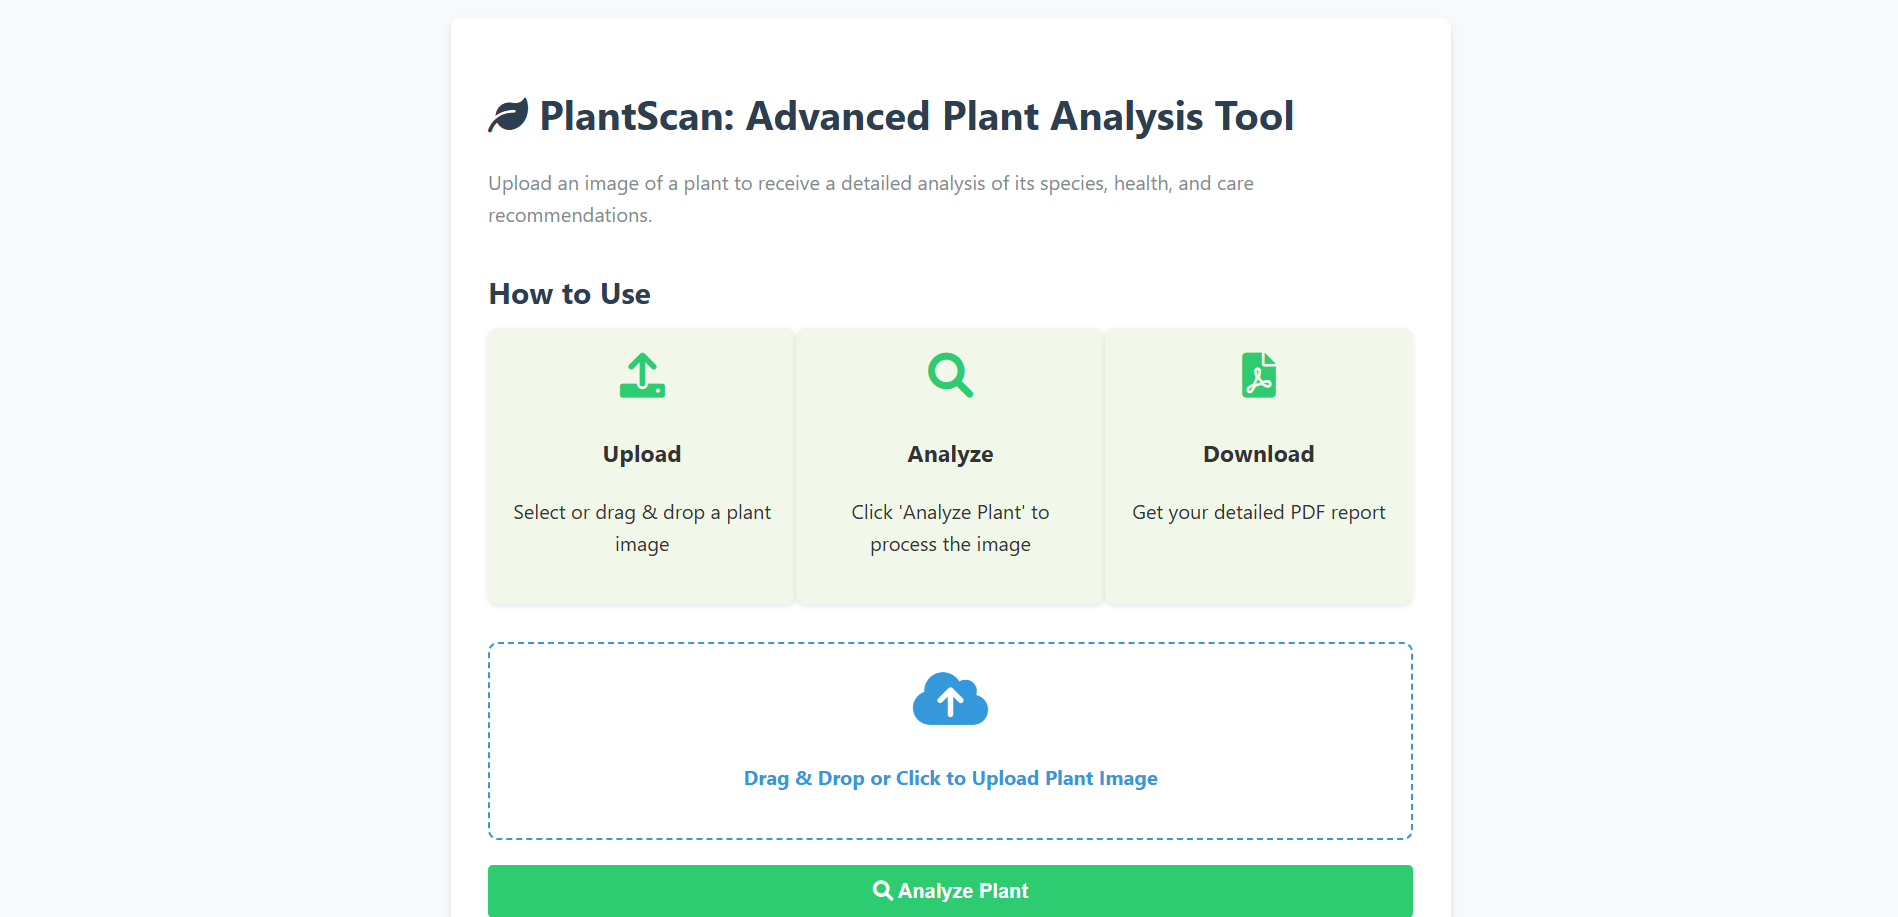 PlantScan: Advanced Plant Analysis Tool
Upload an image of a plant to receive a detailed analysis of its species, health, and care
recommendations.
How to Use
Upload
Select or drag & drop a plant
image
Analyze
Click 'Analyze Plant' to
process the image
Download
Get your detailed PDF report
Drag & Drop or Click to Upload Plant Image
Analyze Plant